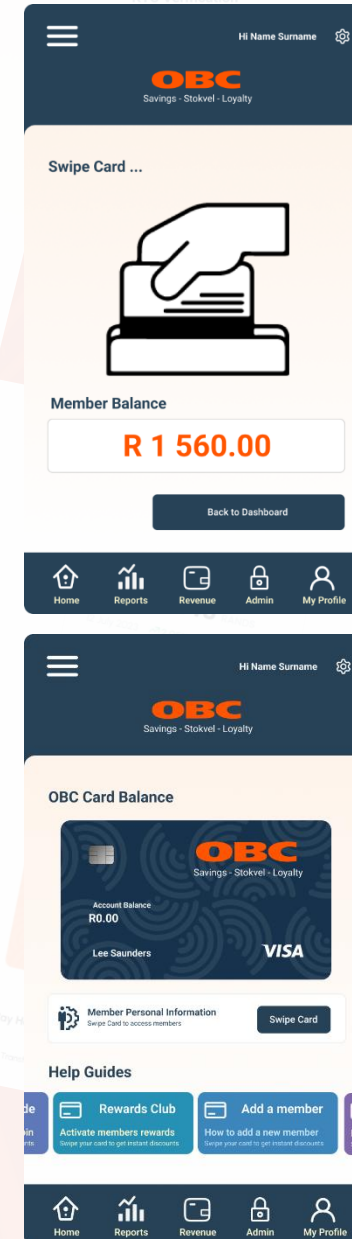 Hi Name Surname
OBC
Savings - Stokvel - Loyalty
Swipe Card ...
Member Balance
R 1 560.00
Back to Dashboard
Home Reports Revenue Admin My Profile
Hi Name Surname
OBC
Savings - Stokvel - Loyalty
OBC Card Balance
OBC
Savings - Stokvel - Loyalty
Account Balance
R0.00
Lee Saunders
VISA
Member Personal Information
Swipe Card to access members
Swipe Card
Help Guides
Rewards Club
Activate members rewards
Swipe your card to get instant discounts
Add a member
How to add a new member
Swipe your card to get instant discounts
Home Reports Revenue Admin My Profile